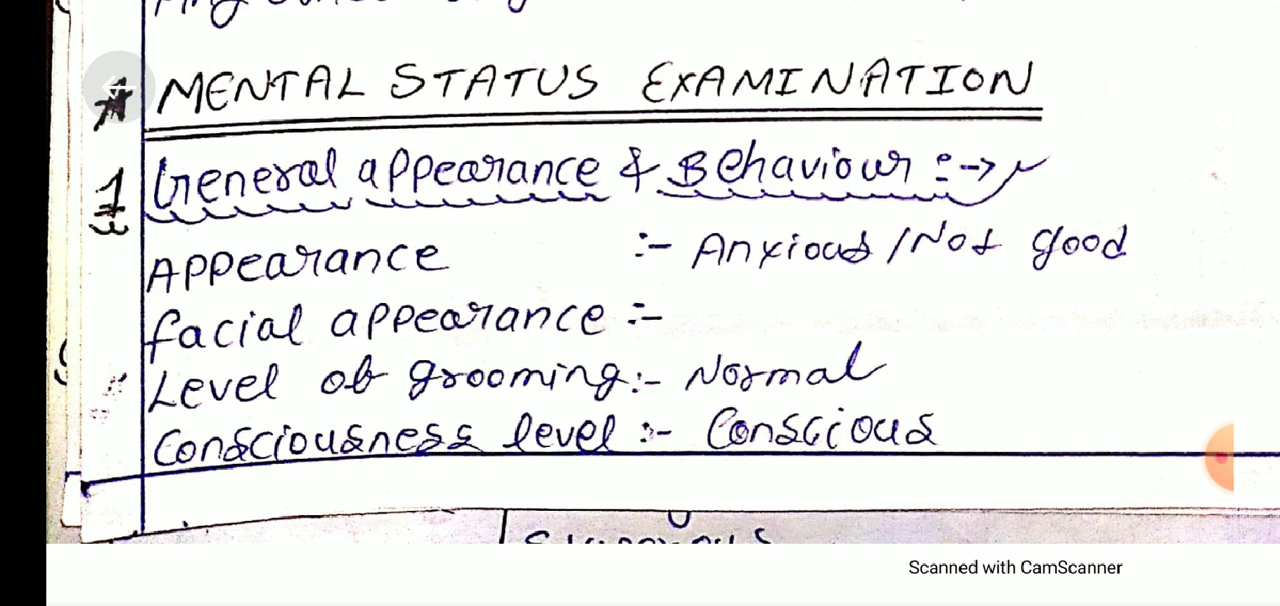 * MENTAL STATUS EXAMINATION
1 General appearance & Behaviour :->
Appearance :- Anxious / Not good
facial appearance :-
Level of grooming:- Normal
Consciousness level :- Conscious
Scanned with CamScanner